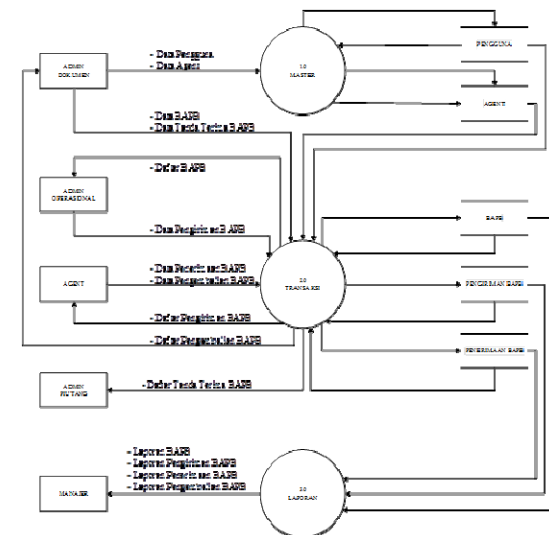 1.0
MASTER
PENGGUNA
ADMIN
DOKUMEN
- Data Pengguna
- Data Agent
AGENT
- Data BAPB
- Data Tanda Terima BAPB
- Daftar BAPB
ADMIN
OPERASIONAL
BAPB
- Data Pengiriman BAPB
- Data Penerimaan BAPB
- Data Pengembalian BAPB
AGENT
2.0
TRANSAKSI
PENGIRIMAN BAPB
- Daftar Pengiriman BAPB
- Daftar Pengembalian BAPB
PENERIMAAN BAPB
- Daftar Tanda Terima BAPB
ADMIN
PIUTANG
- Laporan BAPB
- Laporan Pengiriman BAPB
- Laporan Penerimaan BAPB
- Laporan Pengembalian BAPB
MANAJER
3.0
LAPORAN